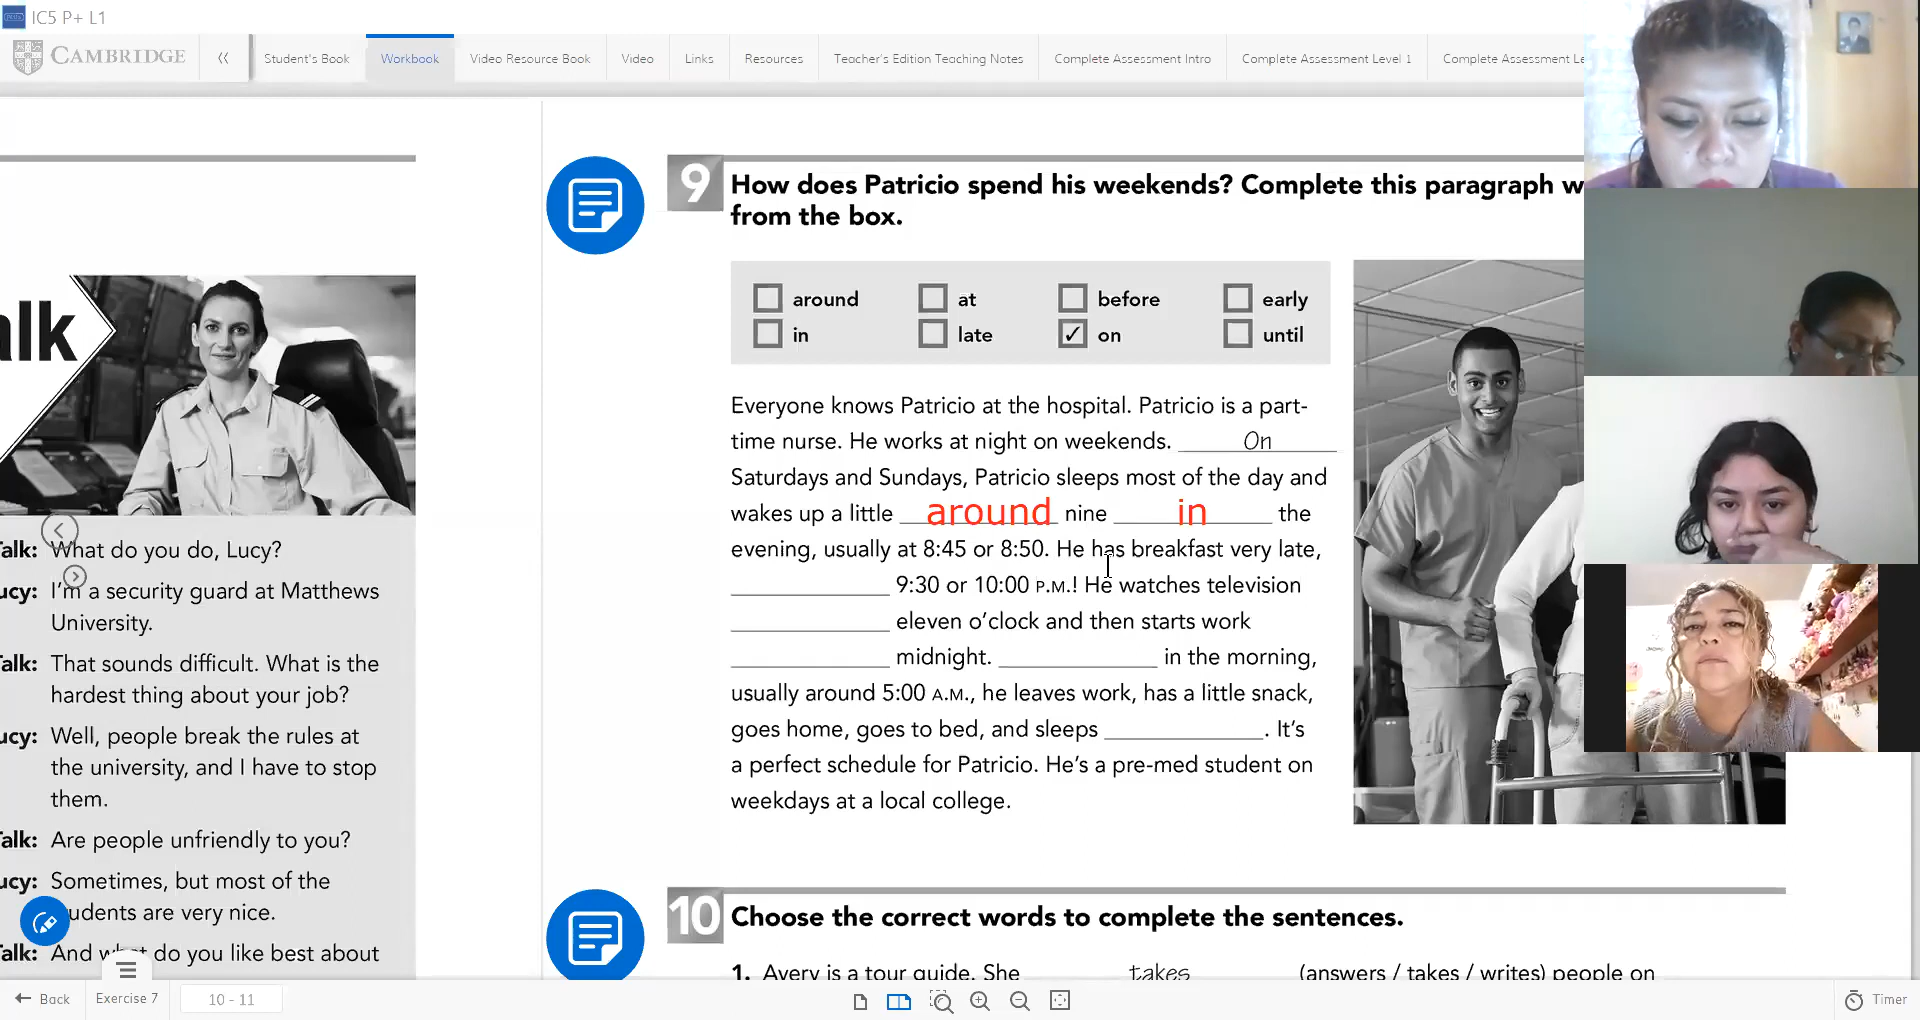 IC5 P+ L1
CAMBRIDGE
Student's Book
Workbook
Video Resource Book
Video
Links
Resources
Teacher's Edition Teaching Notes
Complete Assessment Intro
Complete Assessment Level 1
Complete Assessment Le
alk
alk: What do you do, Lucy?
ucy: I'm a security guard at Matthews
University.
alk: That sounds difficult. What is the
hardest thing about your job?
ucy: Well, people break the rules at
the university, and I have to stop
them.
alk: Are people unfriendly to you?
ucy: Sometimes, but most of the
udents are very nice.
alk: And what do you like best about
9 How does Patricio spend his weekends? Complete this paragraph w
from the box.
around at before early
in late ✓ on until
Everyone knows Patricio at the hospital. Patricio is a part-
time nurse. He works at night on weekends. On
Saturdays and Sundays, Patricio sleeps most of the day and
wakes up a little around nine in the
evening, usually at 8:45 or 8:50. He has breakfast very late,
9:30 or 10:00 P.M.! He watches television
eleven o'clock and then starts work
midnight. in the morning,
usually around 5:00 A.M., he leaves work, has a little snack,
goes home, goes to bed, and sleeps . It's
a perfect schedule for Patricio. He's a pre-med student on
weekdays at a local college.
10 Choose the correct words to complete the sentences.
1. Avery is a tour guide. She takes (answers / takes / writes) people on
Back
Exercise 7
10 - 11
Timer